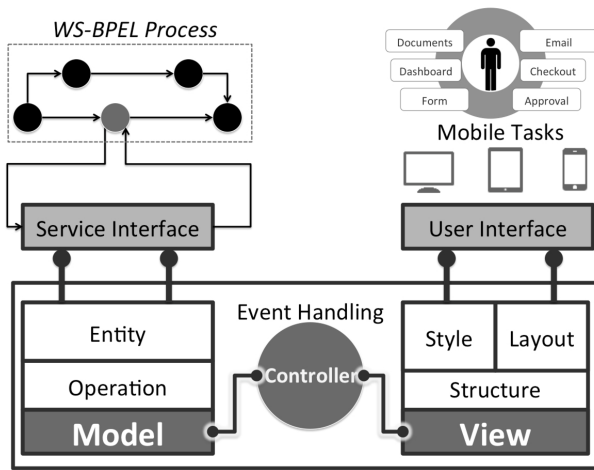 WS-BPEL Process
Documents
Email
Dashboard
Checkout
Form
Approval
Mobile Tasks
Service Interface
User Interface
Entity
Operation
Model
Event Handling
Controller
Style
Layout
Structure
View